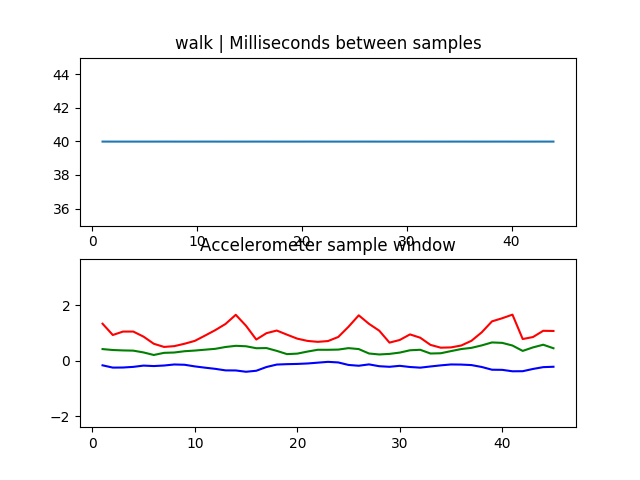 walk | Milliseconds between samples
44
42
40
38
36
0 10 20 30 40
Accelerometer sample window
2
0
−2
0 10 20 30 40